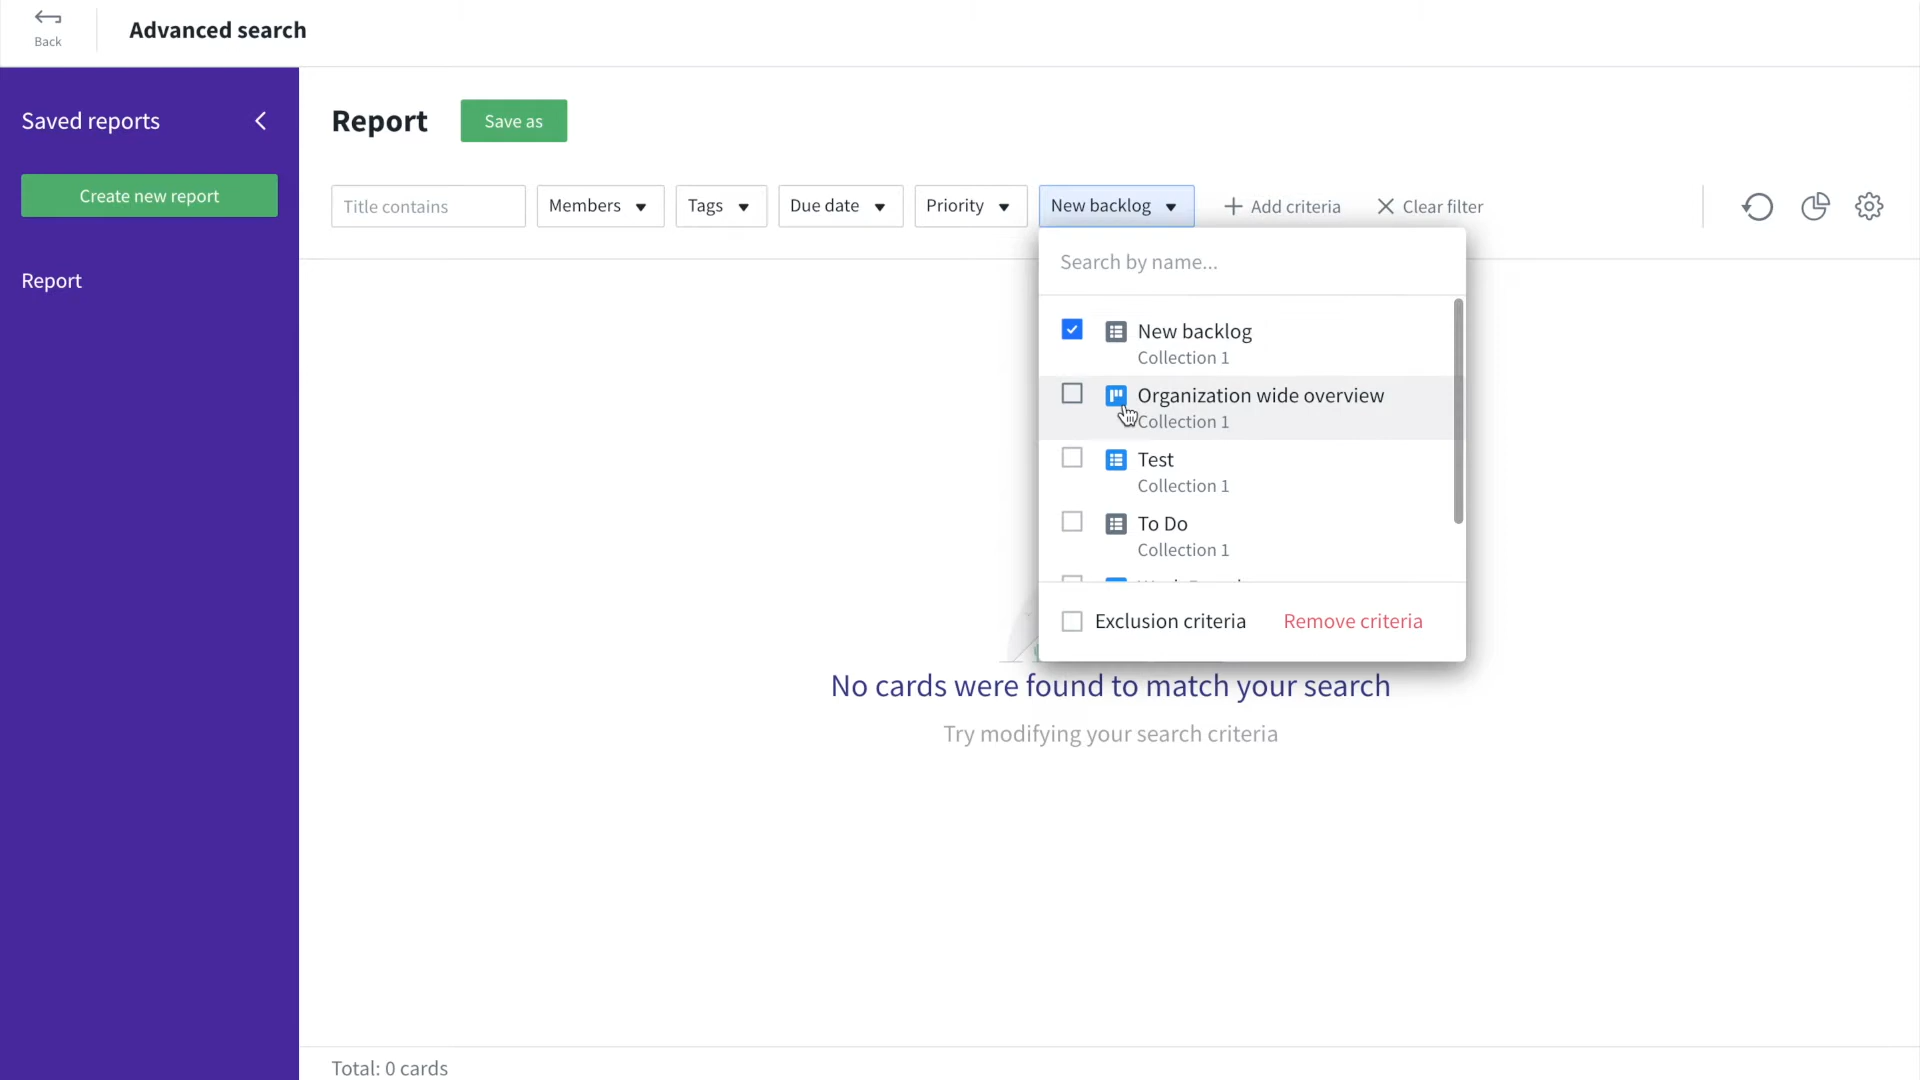 Back
Advanced search
Saved reports
Create new report
Report
Report
Save as
Title contains
Members
Tags
Due date
Priority
New backlog
Add criteria
Clear filter
Search by name...
New backlog
Collection 1
Organization wide overview
Collection 1
Test
Collection 1
To Do
Collection 1
Exclusion criteria
Remove criteria
No cards were found to match your search
Try modifying your search criteria
Total: 0 cards